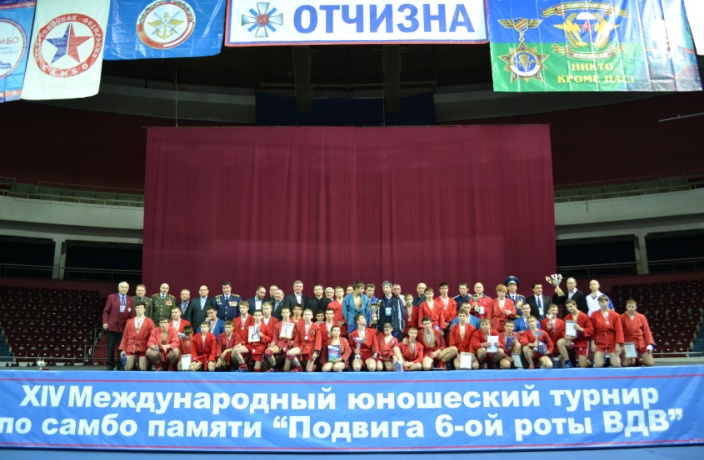 ОТЧИЗНА
САМБО
НИКТО
КРОМЕ НАС!
XIV Международный юношеский турнир
по самбо памяти “Подвига 6-ой роты ВДВ”